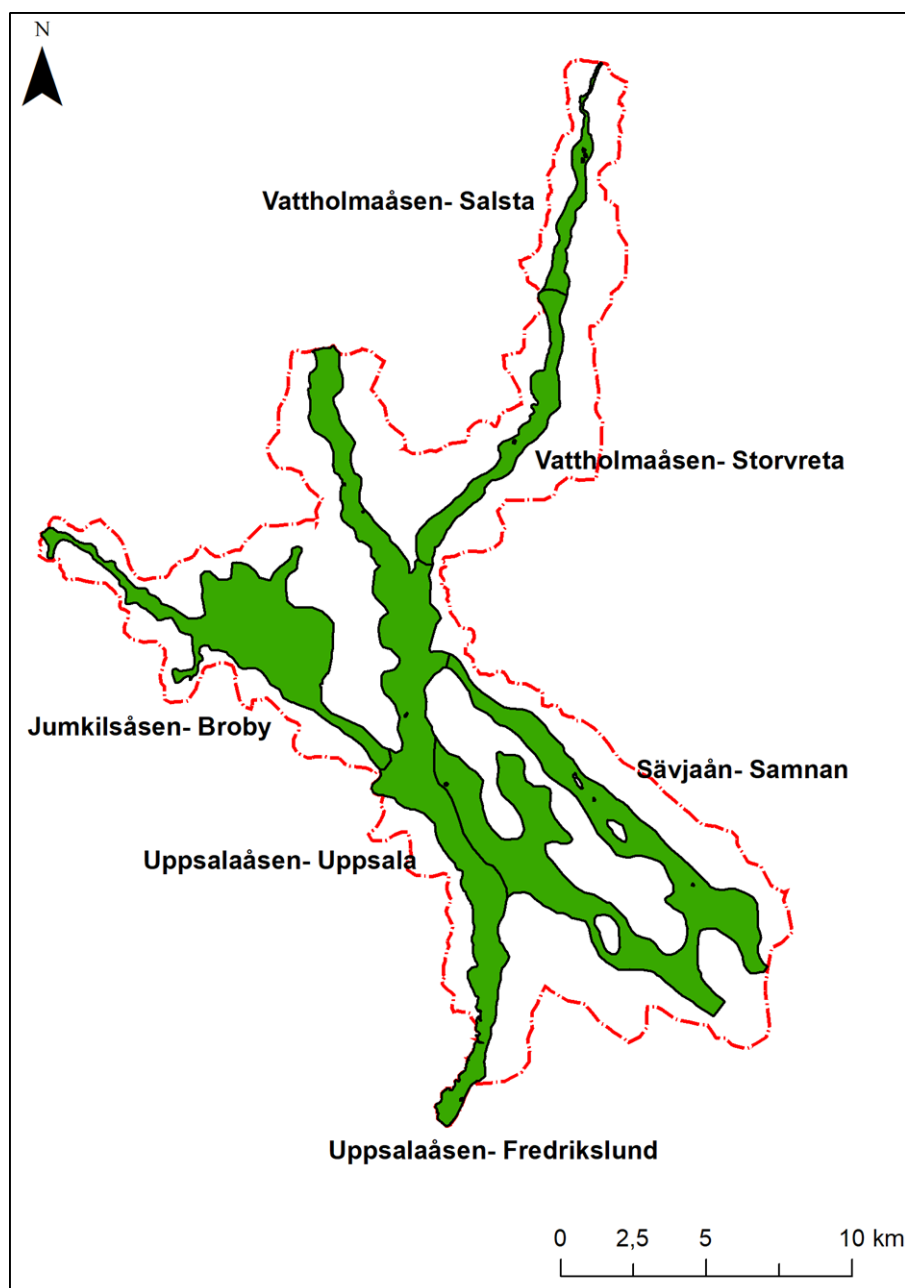 N
Vattholmaåsen- Salsta
Vattholmaåsen- Storvreta
Jumkilsåsen- Broby
Sävjaån- Samnan
Uppsalaåsen- Uppsala
Uppsalaåsen- Fredrikslund
0 2,5 5 10 km